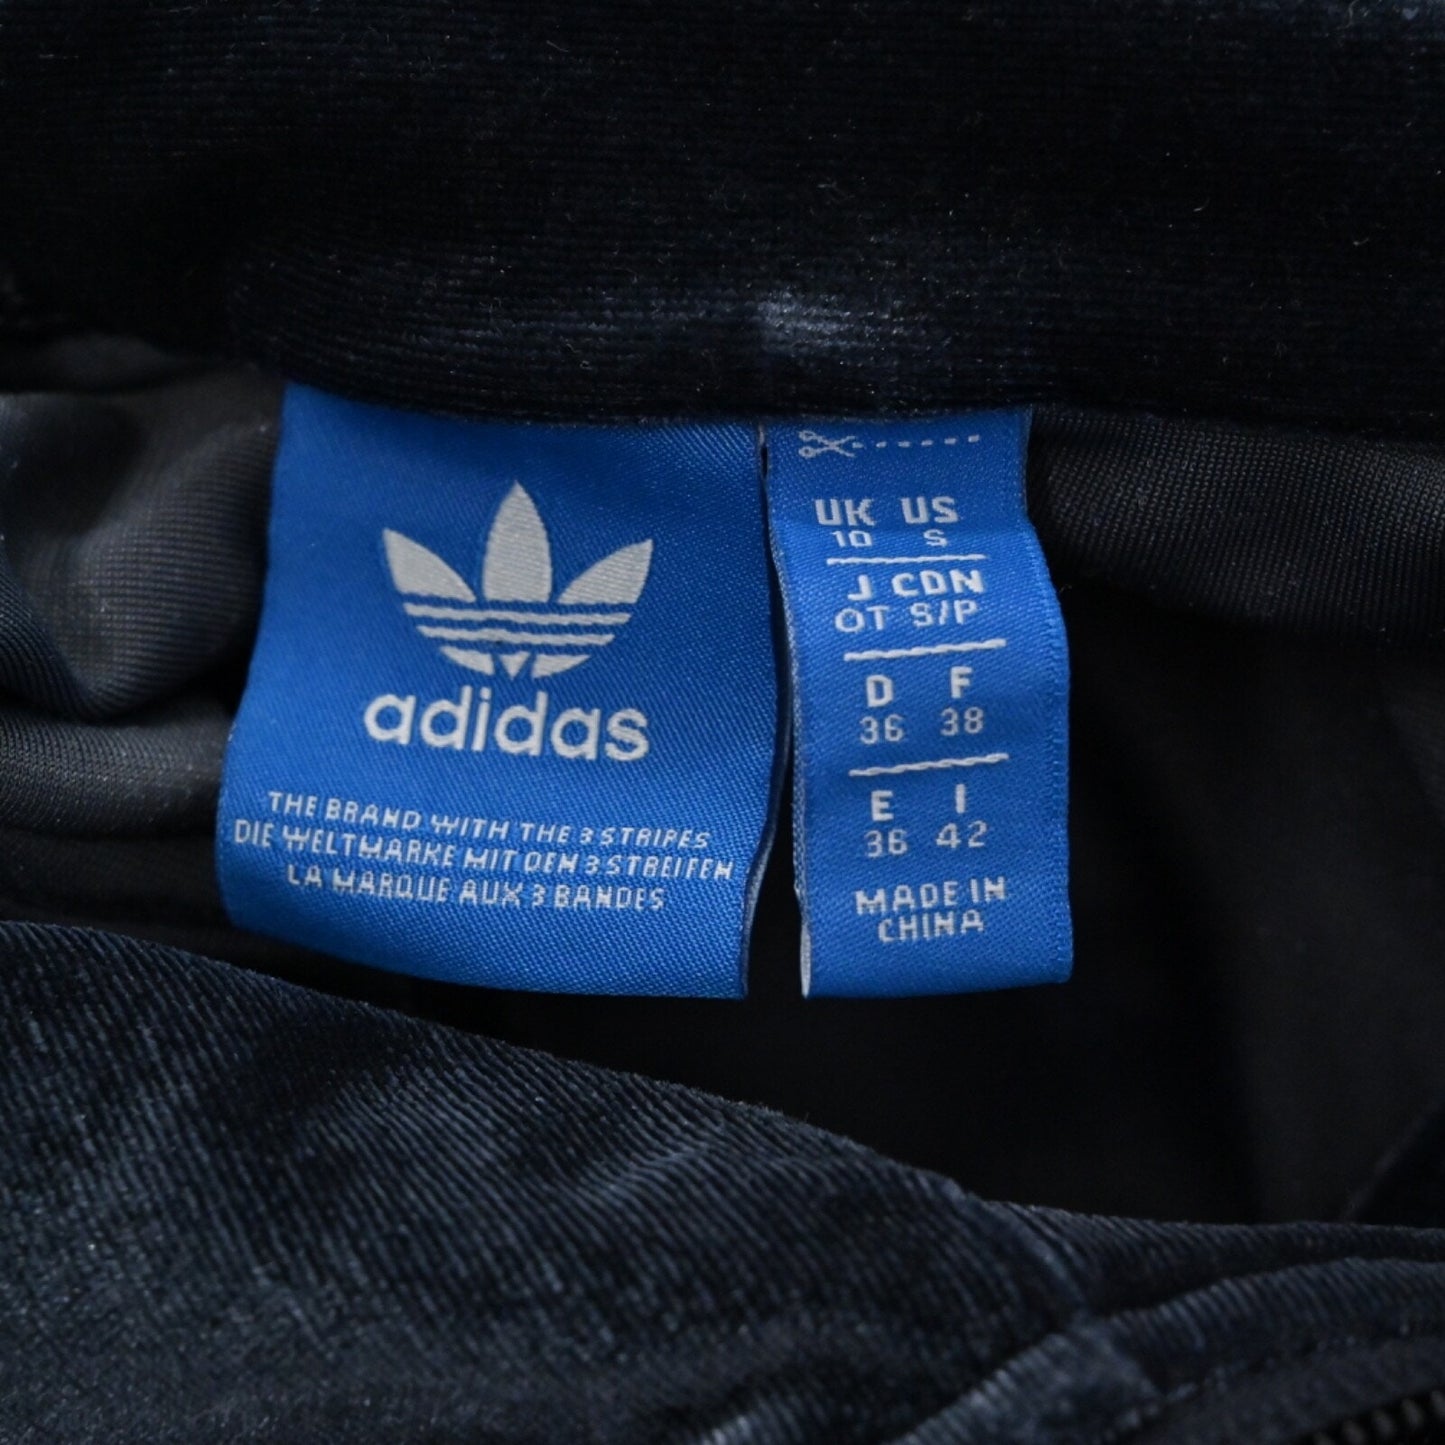 adidas
THE BRAND WITH THE 3 STRIPES
DIE WELTMARKE MIT DEN 3 STREIFEN
LA MARQUE AUX 3 BANDES
UK US
10 S
J CDN
OT S/P
D F
36 38
E I
36 42
MADE IN
CHINA